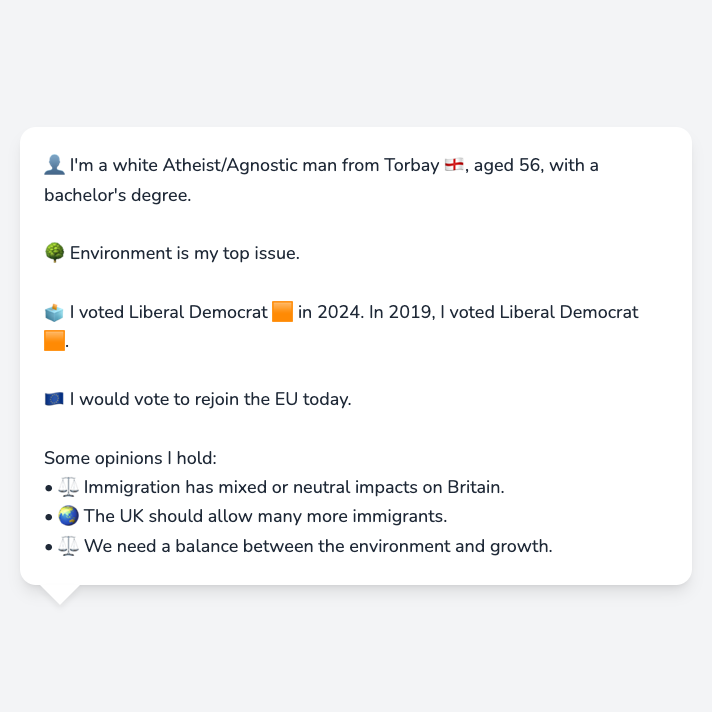 👤 I'm a white Atheist/Agnostic man from Torbay 🏴󠁧󠁢󠁥󠁮󠁧󠁿, aged 56, with a
bachelor's degree.
🌳 Environment is my top issue.
🗳️ I voted Liberal Democrat 🟧 in 2024. In 2019, I voted Liberal Democrat
🟧.
🇪🇺 I would vote to rejoin the EU today.
Some opinions I hold:
• ⚖️ Immigration has mixed or neutral impacts on Britain.
• 🌏 The UK should allow many more immigrants.
• ⚖️ We need a balance between the environment and growth.